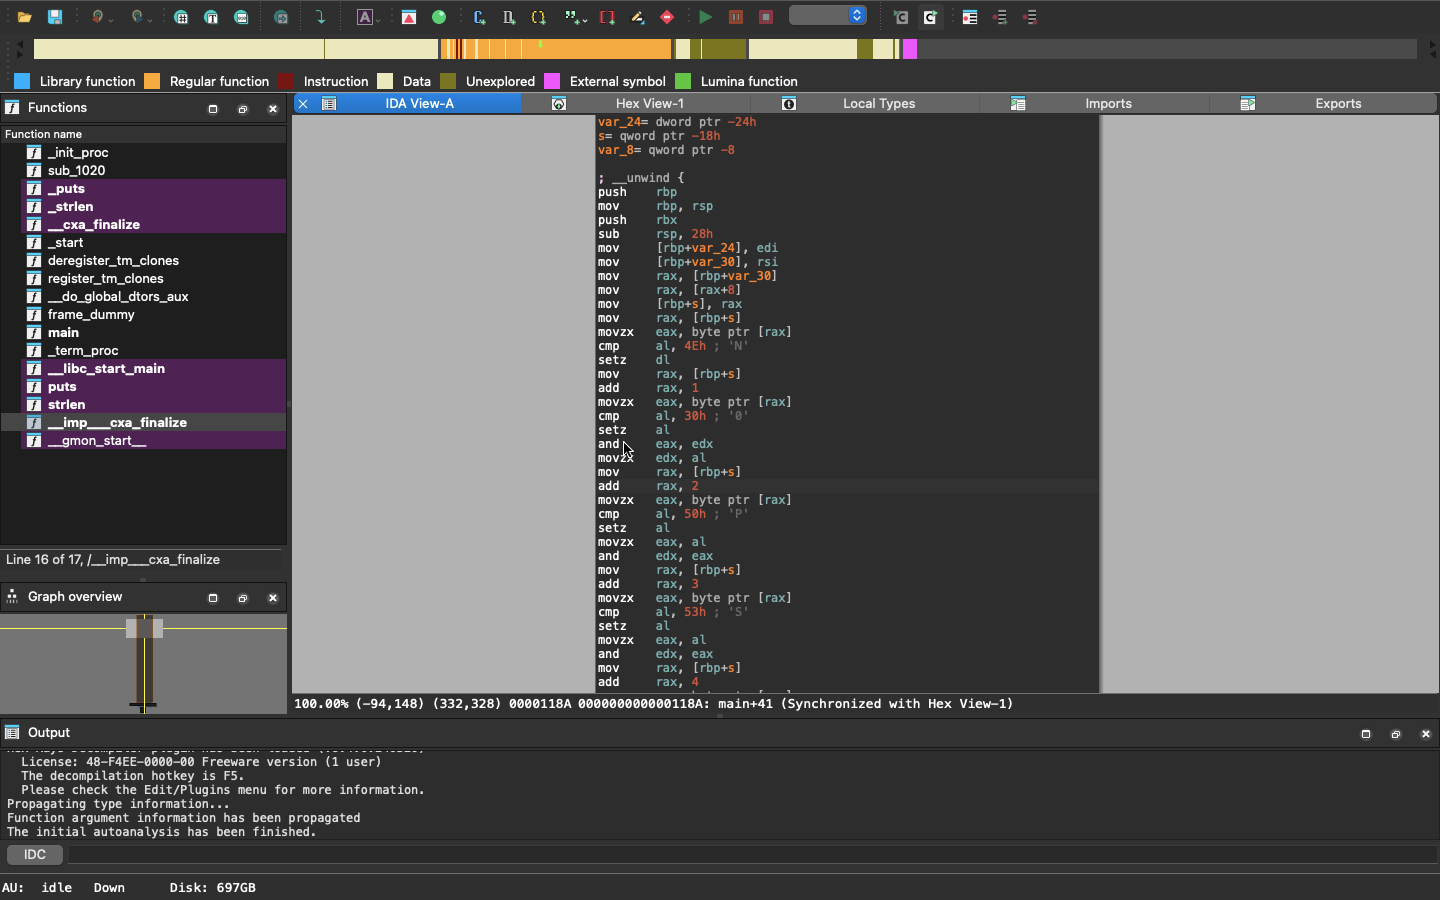 Library function Regular function Instruction Data Unexplored External symbol Lumina function
Functions
IDA View-A Hex View-1 Local Types Imports Exports
Function name
_init_proc
sub_1020
_puts
_strlen
__cxa_finalize
_start
deregister_tm_clones
register_tm_clones
__do_global_dtors_aux
frame_dummy
main
_term_proc
__libc_start_main
puts
strlen
__imp___cxa_finalize
__gmon_start__
Line 16 of 17, /__imp___cxa_finalize
Graph overview
var_24= dword ptr -24h
s= qword ptr -18h
var_8= qword ptr -8
; __unwind {
push rbp
mov rbp, rsp
push rbx
sub rsp, 28h
mov [rbp+var_24], edi
mov [rbp+var_30], rsi
mov rax, [rbp+var_30]
mov rax, [rax+8]
mov [rbp+s], rax
mov rax, [rbp+s]
movzx eax, byte ptr [rax]
cmp al, 4Eh ; 'N'
setz dl
mov rax, [rbp+s]
add rax, 1
movzx eax, byte ptr [rax]
cmp al, 30h ; '0'
setz al
and eax, edx
movzx edx, al
mov rax, [rbp+s]
add rax, 2
movzx eax, byte ptr [rax]
cmp al, 50h ; 'P'
setz al
movzx eax, al
and edx, eax
mov rax, [rbp+s]
add rax, 3
movzx eax, byte ptr [rax]
cmp al, 53h ; 'S'
setz al
movzx eax, al
and edx, eax
mov rax, [rbp+s]
add rax, 4
100.00% (-94,148) (332,328) 0000118A 000000000000118A: main+41 (Synchronized with Hex View-1)
Output
License: 48-F4EE-0000-00 Freeware version (1 user)
The decompilation hotkey is F5.
Please check the Edit/Plugins menu for more information.
Propagating type information...
Function argument information has been propagated
The initial autoanalysis has been finished.
IDC
AU: idle Down Disk: 697GB